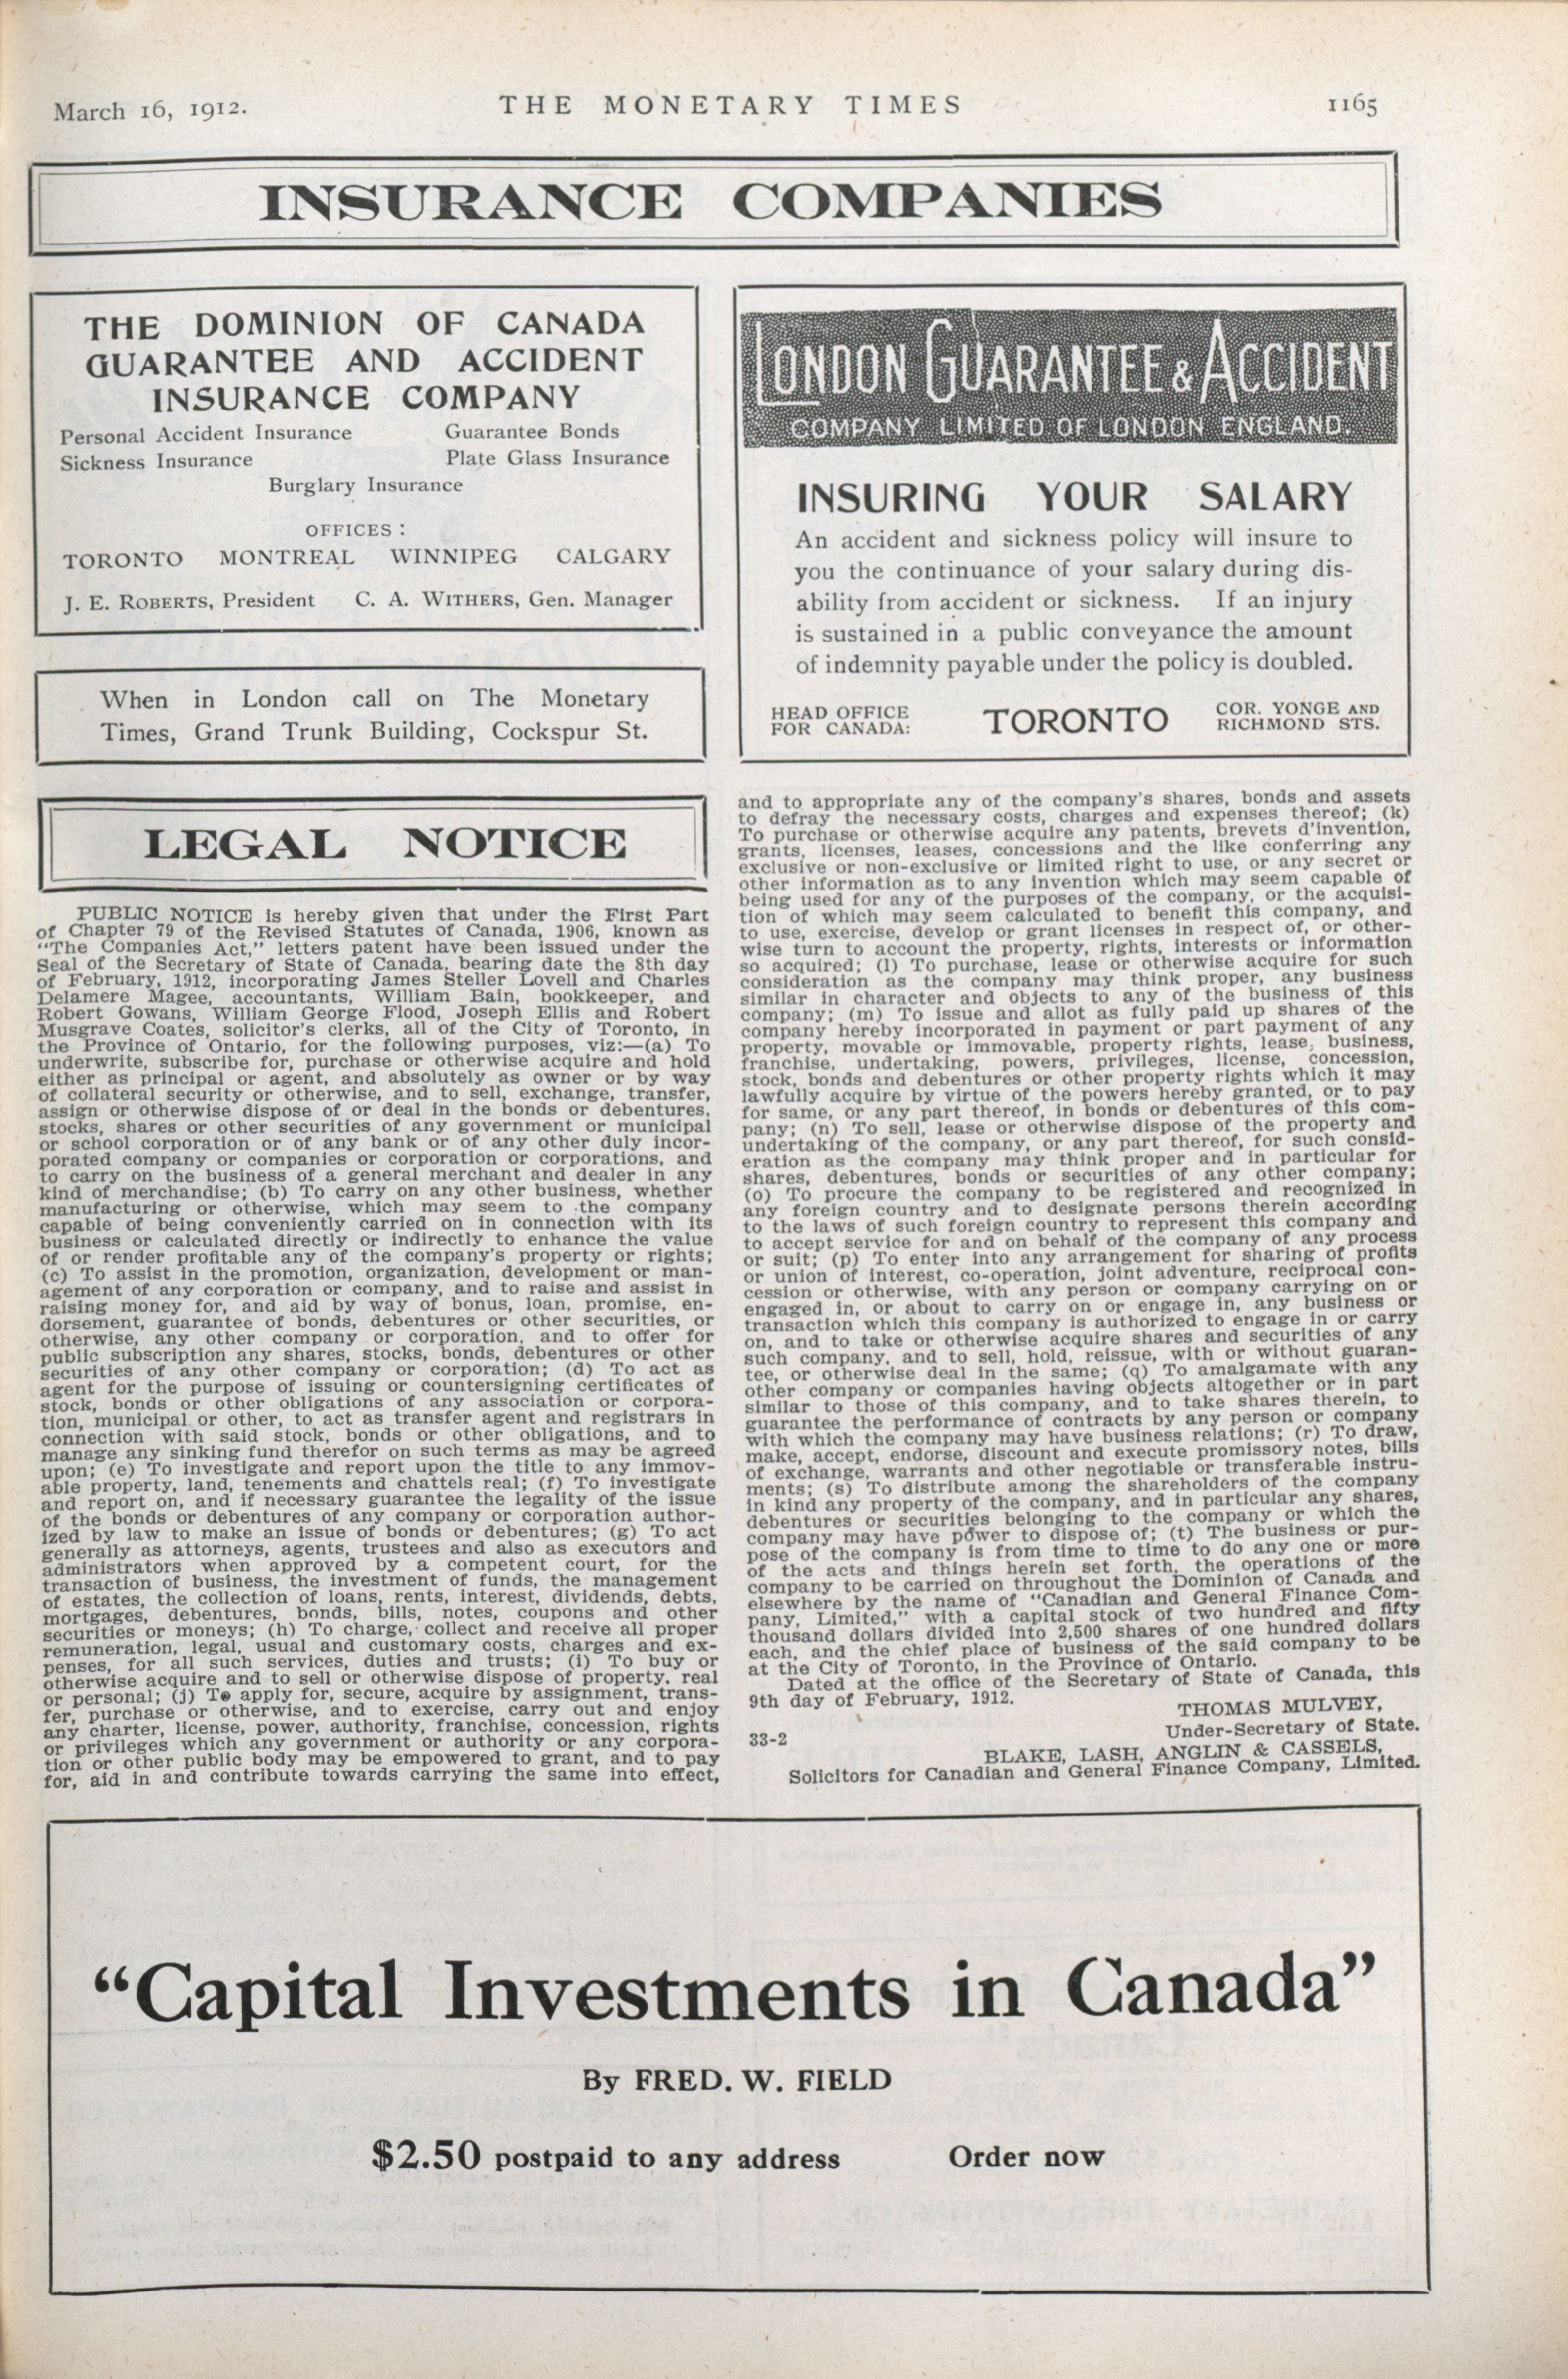 March 16, 1912.
THE MONETARY TIMES
1165
INSURANCE COMPANIES
THE DOMINION OF CANADA
GUARANTEE AND ACCIDENT
INSURANCE COMPANY
Personal Accident Insurance Guarantee Bonds
Sickness Insurance Plate Glass Insurance
Burglary Insurance
OFFICES:
TORONTO MONTREAL WINNIPEG CALGARY
J. E. ROBERTS, President C. A. WITHERS, Gen. Manager
When in London call on The Monetary
Times, Grand Trunk Building, Cockspur St.
LONDON GUARANTEE & ACCIDENT
COMPANY LIMITED OF LONDON ENGLAND.
INSURING YOUR SALARY
An accident and sickness policy will insure to
you the continuance of your salary during dis-
ability from accident or sickness. If an injury
is sustained in a public conveyance the amount
of indemnity payable under the policy is doubled.
HEAD OFFICE
FOR CANADA:
TORONTO
COR. YONGE AND
RICHMOND STS.
LEGAL NOTICE
PUBLIC NOTICE is hereby given that under the First Part
of Chapter 79 of the Revised Statutes of Canada, 1906, known as
"The Companies Act," letters patent have been issued under the
Seal of the Secretary of State of Canada, bearing date the 8th day
of February, 1912, incorporating James Steller Lovell and Charles
Delamere Magee, accountants, William Bain, bookkeeper, and
Robert Gowans, William George Flood, Joseph Ellis and Robert
Musgrave Coates, solicitor's clerks, all of the City of Toronto, in
the Province of Ontario, for the following purposes, viz:—(a) To
underwrite, subscribe for, purchase or otherwise acquire and hold
either as principal or agent, and absolutely as owner or by way
of collateral security or otherwise, and to sell, exchange, transfer,
assign or otherwise dispose of or deal in the bonds or debentures,
stocks, shares or other securities of any government or municipal
or school corporation or of any bank or of any other duly incor-
porated company or companies or corporation or corporations, and
to carry on the business of a general merchant and dealer in any
kind of merchandise; (b) To carry on any other business, whether
manufacturing or otherwise, which may seem to the company
capable of being conveniently carried on in connection with its
business or calculated directly or indirectly to enhance the value
of or render profitable any of the company's property or rights;
(c) To assist in the promotion, organization, development or man-
agement of any corporation or company, and to raise and assist in
raising money for, and aid by way of bonus, loan, promise, en-
dorsement, guarantee of bonds, debentures or other securities, or
otherwise, any other company or corporation, and to offer for
public subscription any shares, stocks, bonds, debentures or other
securities of any other company or corporation; (d) To act as
agent for the purpose of issuing or countersigning certificates of
stock, bonds or other obligations of any association or corpora-
tion, municipal or other, to act as transfer agent and registrars in
connection with said stock, bonds or other obligations, and to
manage any sinking fund therefor on such terms as may be agreed
upon; (e) To investigate and report upon the title to any immov-
able property, land, tenements and chattels real; (f) To investigate
and report on, and if necessary guarantee the legality of the issue
of the bonds or debentures of any company or corporation author-
ized by law to make an issue of bonds or debentures; (g) To act
generally as attorneys, agents, trustees and also as executors and
administrators when approved by a competent court, for the
transaction of business, the investment of funds, the management
of estates, the collection of loans, rents, interest, dividends, debts,
mortgages, debentures, bonds, bills, notes, coupons and other
securities or moneys; (h) To charge, collect and receive all proper
remuneration, legal, usual and customary costs, charges and ex-
penses, for all such services, duties and trusts; (i) To buy or
otherwise acquire and to sell or otherwise dispose of property, real
or personal; (j) To apply for, secure, acquire by assignment, trans-
fer, purchase or otherwise, and to exercise, carry out and enjoy
any charter, license, power, authority, franchise, concession, rights
or privileges which any government or authority or any corpora-
tion or other public body may be empowered to grant, and to pay
for, aid in and contribute towards carrying the same into effect,
and to appropriate any of the company's shares, bonds and assets
to defray the necessary costs, charges and expenses thereof; (k)
To purchase or otherwise acquire any patents, brevets d'invention,
grants, licenses, leases, concessions and the like conferring any
exclusive or non-exclusive or limited right to use, or any secret or
other information as to any invention which may seem capable of
being used for any of the purposes of the company, or the acquisi-
tion of which may seem calculated to benefit this company, and
to use, exercise, develop or grant licenses in respect of, or other-
wise turn to account the property, rights, interests or information
so acquired; (l) To purchase, lease or otherwise acquire for such
consideration as the company may think proper, any business
similar in character and objects to any of the business of this
company; (m) To issue and allot as fully paid up shares of the
company hereby incorporated in payment or part payment of any
property, movable or immovable, property rights, lease, business,
franchise, undertaking, powers, privileges, license, concession,
stock, bonds and debentures or other property rights which it may
lawfully acquire by virtue of the powers hereby granted, or to pay
for same, or any part thereof, in bonds or debentures of this com-
pany; (n) To sell, lease or otherwise dispose of the property and
undertaking of the company, or any part thereof, for such consid-
eration as the company may think proper and in particular for
shares, debentures, bonds or securities of any other company;
(o) To procure the company to be registered and recognized in
any foreign country and to designate persons therein according
to the laws of such foreign country to represent this company and
to accept service for and on behalf of the company of any process
or suit; (p) To enter into any arrangement for sharing of profits
or union of interest, co-operation, joint adventure, reciprocal con-
cession or otherwise, with any person or company carrying on or
engaged in, or about to carry on or engage in, any business or
transaction which this company is authorized to engage in or carry
on, and to take or otherwise acquire shares and securities of any
such company, and to sell, hold, reissue, with or without guaran-
tee, or otherwise deal in the same; (q) To amalgamate with any
other company or companies having objects altogether or in part
similar to those of this company, and to take shares therein, to
guarantee the performance of contracts by any person or company
with which the company may have business relations; (r) To draw,
make, accept, endorse, discount and execute promissory notes, bills
of exchange, warrants and other negotiable or transferable instru-
ments; (s) To distribute among the shareholders of the company
in kind any property of the company, and in particular any shares,
debentures or securities belonging to the company or which the
company may have power to dispose of; (t) The business or pur-
pose of the company is from time to time to do any one or more
of the acts and things herein set forth, the operations of the
company to be carried on throughout the Dominion of Canada and
elsewhere by the name of "Canadian and General Finance Com-
pany, Limited," with a capital stock of two hundred and fifty
thousand dollars divided into 2,500 shares of one hundred dollars
each, and the chief place of business of the said company to be
at the City of Toronto, in the Province of Ontario.
Dated at the office of the Secretary of State of Canada, this
9th day of February, 1912.
THOMAS MULVEY,
Under-Secretary of State.
33-2
BLAKE, LASH, ANGLIN & CASSELS,
Solicitors for Canadian and General Finance Company, Limited.
"Capital Investments in Canada"
By FRED. W. FIELD
$2.50 postpaid to any address Order now